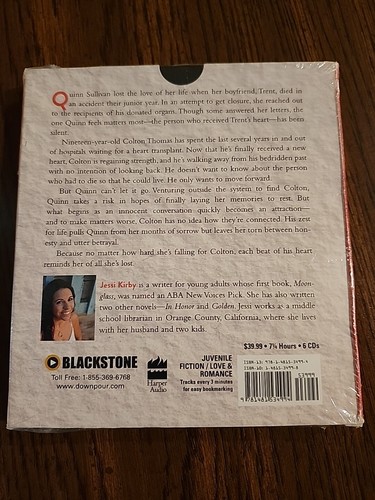 Quinn Sullivan lost the love of her life when her boyfriend, Trent, died in
an accident their junior year. In an attempt to get closure, she reached out
to the recipients of his donated organs. Though some answered her letters, the
one Quinn feels matters most—the person who received Trent's heart—has been
silent.
Nineteen-year-old Colton Thomas has spent the last several years in and out
of hospitals waiting for a heart transplant. Now that he's finally received a new
heart, Colton is regaining strength, and he's walking away from his bedridden past
with no intention of looking back. He doesn't want to know about the person
who had to die so that he could live. He only wants to move forward.
But Quinn can't let it go. Venturing outside the system to find Colton,
Quinn takes a risk in hopes of finally laying her memories to rest. But
what begins as an innocent conversation quickly becomes an attraction—
and to make matters worse, Colton has no idea how they're connected. His zest
for life pulls Quinn from her months of sorrow but leaves her torn between hon-
esty and utter betrayal.
Because no matter how hard she's falling for Colton, each beat of his heart
reminds her of all she's lost.
Jessi Kirby is a writer for young adults whose first book, Moon-
glass, was named an ABA New Voices Pick. She has also written
two other novels—In Honor and Golden. Jessi works as a middle
school librarian in Orange County, California, where she lives
with her husband and two kids.
$39.99 • 7¼ Hours • 6 CDs
BLACKSTONE
Toll Free: 1-855-369-6768
www.downpour.com
Harper
Audio
JUVENILE
FICTION / LOVE &
ROMANCE
Tracks every 3 minutes
for easy bookmarking
ISBN-13: 978-1-4815-3499-4
ISBN-10: 1-4815-3499-8
53999
9781481534994